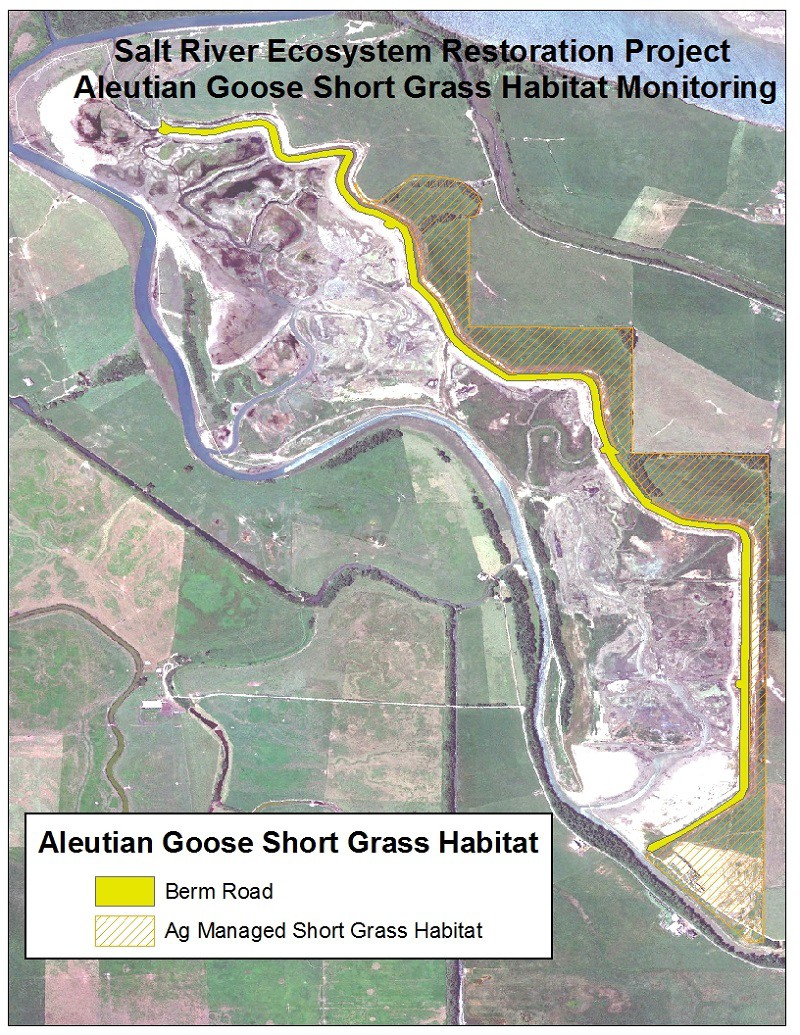 Salt River Ecosystem Restoration Project
Aleutian Goose Short Grass Habitat Monitoring
Aleutian Goose Short Grass Habitat
Berm Road
Ag Managed Short Grass Habitat